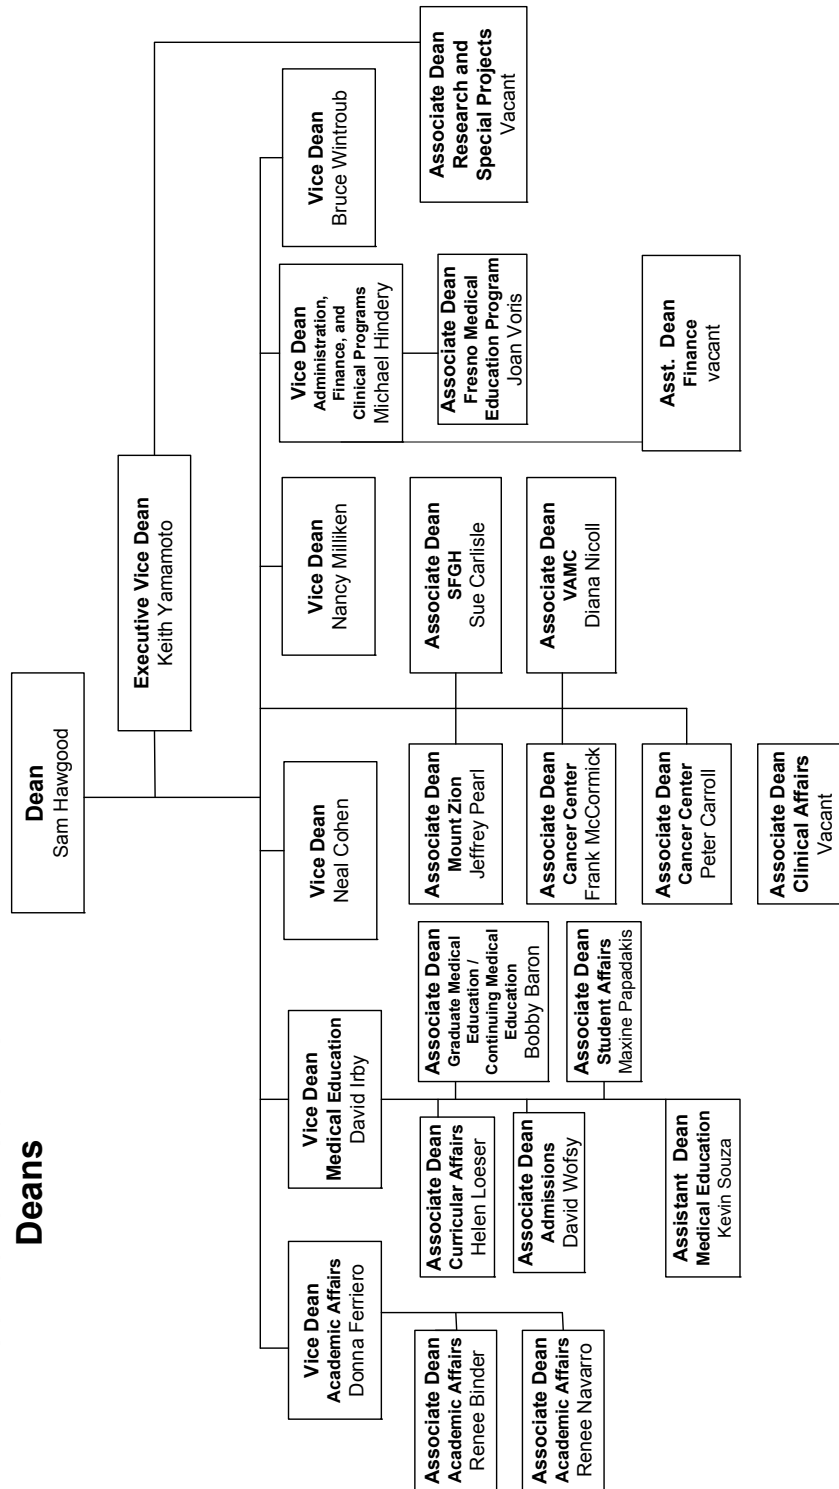 Deans
Dean
Sam Hawgood
Executive Vice Dean
Keith Yamamoto
Vice Dean
Academic Affairs
Donna Ferriero
Vice Dean
Medical Education
David Irby
Vice Dean
Neal Cohen
Vice Dean
Nancy Milliken
Vice Dean
Administration,
Finance, and
Clinical Programs
Michael Hindery
Vice Dean
Bruce Wintroub
Associate Dean
Academic Affairs
Renee Binder
Associate Dean
Academic Affairs
Renee Navarro
Associate Dean
Curricular Affairs
Helen Loeser
Associate Dean
Graduate Medical
Education /
Continuing Medical
Education
Bobby Baron
Associate Dean
Admissions
David Wofsy
Associate Dean
Student Affairs
Maxine Papadakis
Assistant  Dean
Medical Education
Kevin Souza
Associate Dean
Mount Zion
Jeffrey Pearl
Associate Dean
SFGH
Sue Carlisle
Associate Dean
Cancer Center
Frank McCormick
Associate Dean
VAMC
Diana Nicoll
Associate Dean
Cancer Center
Peter Carroll
Associate Dean
Clinical Affairs
Vacant
Associate Dean
Fresno Medical
Education Program
Joan Voris
Asst.  Dean
Finance
vacant
Associate Dean
Research and
Special Projects
Vacant